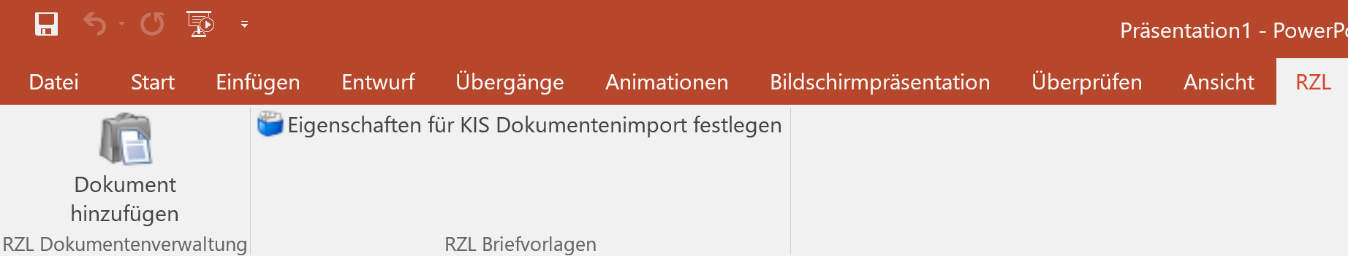 Präsentation1 - PowerPo
Datei Start Einfügen Entwurf Übergänge Animationen Bildschirmpräsentation Überprüfen Ansicht RZL
Eigenschaften für KIS Dokumentenimport festlegen
Dokument
hinzufügen
RZL Dokumentenverwaltung RZL Briefvorlagen